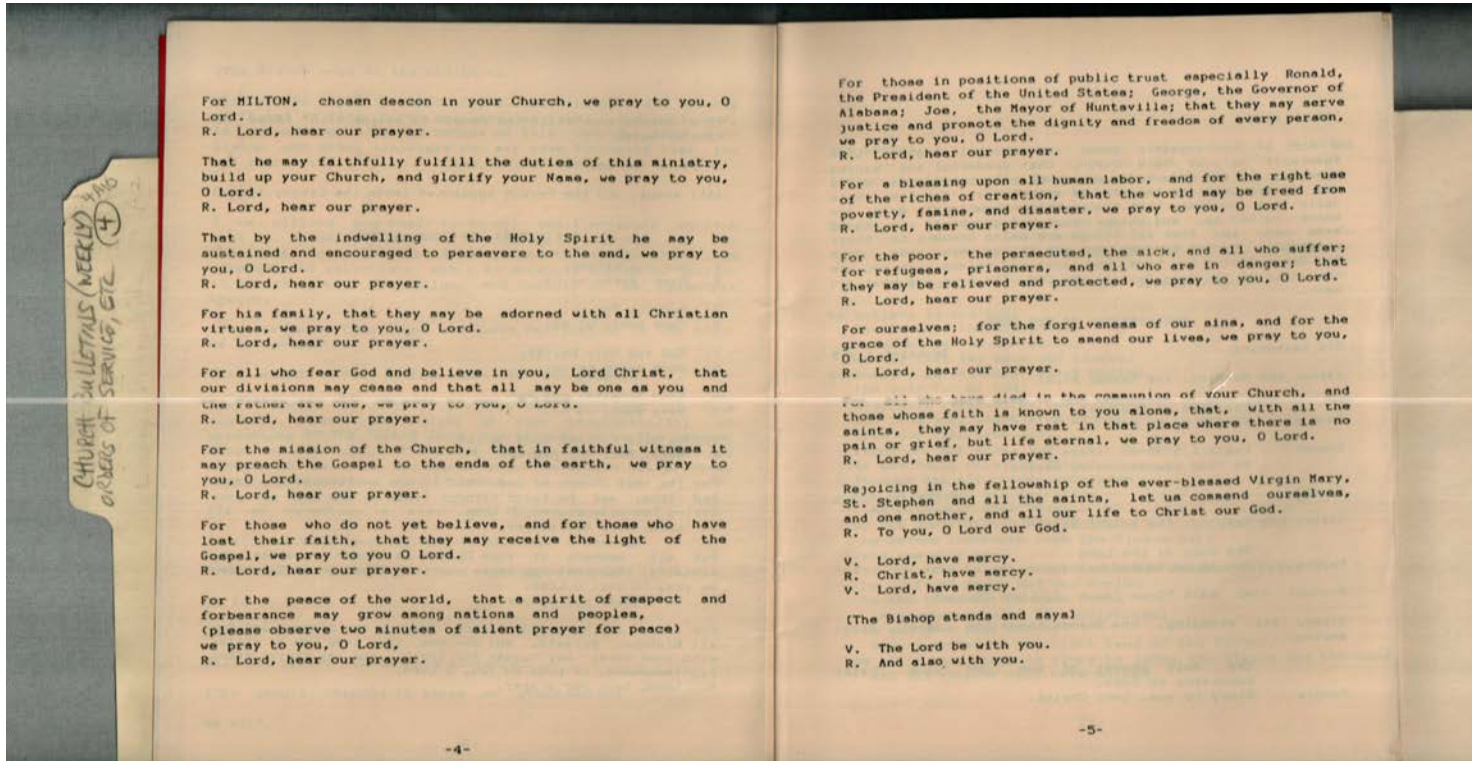 CHURCH BULLETINS (WEEKLY)
ORDERS OF SERVICE, ETC
4
For MILTON, chosen deacon in your Church, we pray to you, O
Lord.
R. Lord, hear our prayer.
That he may faithfully fulfill the duties of this ministry,
build up your Church, and glorify your Name, we pray to you,
O Lord.
R. Lord, hear our prayer.
That by the indwelling of the Holy Spirit he may be
sustained and encouraged to persevere to the end, we pray to
you, O Lord.
R. Lord, hear our prayer.
For his family, that they may be adorned with all Christian
virtues, we pray to you, O Lord.
R. Lord, hear our prayer.
For all who fear God and believe in you, Lord Christ, that
our divisions may cease and that all may be one as you and
the Father are one, we pray to you, O Lord.
R. Lord, hear our prayer.
For the mission of the Church, that in faithful witness it
may preach the Gospel to the ends of the earth, we pray to
you, O Lord.
R. Lord, hear our prayer.
For those who do not yet believe, and for those who have
lost their faith, that they may receive the light of the
Gospel, we pray to you O Lord.
R. Lord, hear our prayer.
For the peace of the world, that a spirit of respect and
forbearance may grow among nations and peoples,
(please observe two minutes of silent prayer for peace)
we pray to you, O Lord,
R. Lord, hear our prayer.
-4-
For those in positions of public trust especially Ronald,
the President of the United States; George, the Governor of
Alabama; Joe, the Mayor of Huntsville; that they may serve
justice and promote the dignity and freedom of every person,
we pray to you, O Lord.
R. Lord, hear our prayer.
For a blessing upon all human labor, and for the right use
of the riches of creation, that the world may be freed from
poverty, famine, and disaster, we pray to you, O Lord.
R. Lord, hear our prayer.
For the poor, the persecuted, the sick, and all who suffer;
for refugees, prisoners, and all who are in danger; that
they may be relieved and protected, we pray to you, O Lord.
R. Lord, hear our prayer.
For ourselves; for the forgiveness of our sins, and for the
grace of the Holy Spirit to amend our lives, we pray to you,
O Lord.
R. Lord, hear our prayer.
For all who have died in the communion of your Church, and
those whose faith is known to you alone, that, with all the
saints, they may have rest in that place where there is no
pain or grief, but life eternal, we pray to you, O Lord.
R. Lord, hear our prayer.
Rejoicing in the fellowship of the ever-blessed Virgin Mary,
St. Stephen and all the saints, let us commend ourselves,
and one another, and all our life to Christ our God.
R. To you, O Lord our God.
V. Lord, have mercy.
R. Christ, have mercy.
V. Lord, have mercy.
(The Bishop stands and says)
V. The Lord be with you.
R. And also with you.
-5-